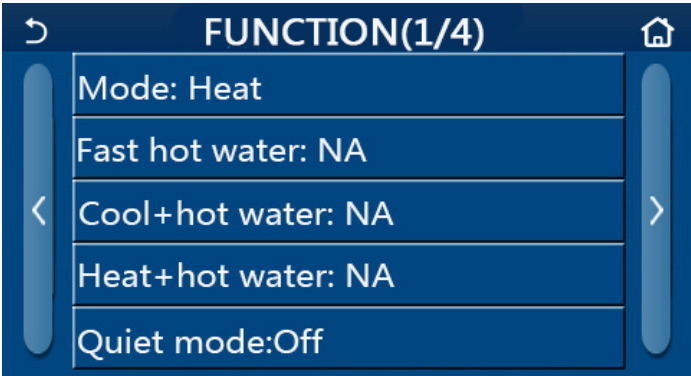 FUNCTION(1/4)
Mode: Heat
Fast hot water: NA
Cool+hot water: NA
Heat+hot water: NA
Quiet mode:Off